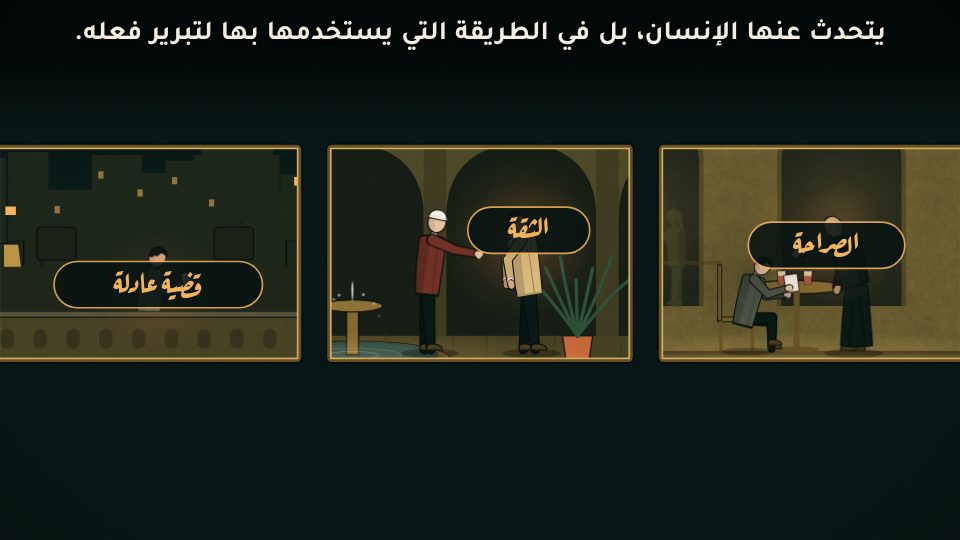 يتحدث عنها الإنسان، بل في الطريقة التي يستخدمها بها لتبرير فعله.
الصراحة
الثقة
قضية عادلة